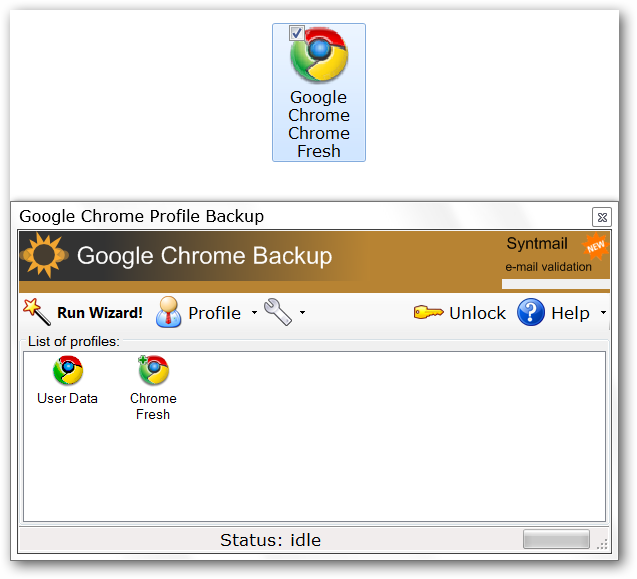 Google
Chrome
Chrome
Fresh
Google Chrome Profile Backup
Google Chrome Backup
Syntmail
NEW
e-mail validation
Run Wizard! Profile Unlock ? Help
List of profiles:
User Data
Chrome
Fresh
Status: idle